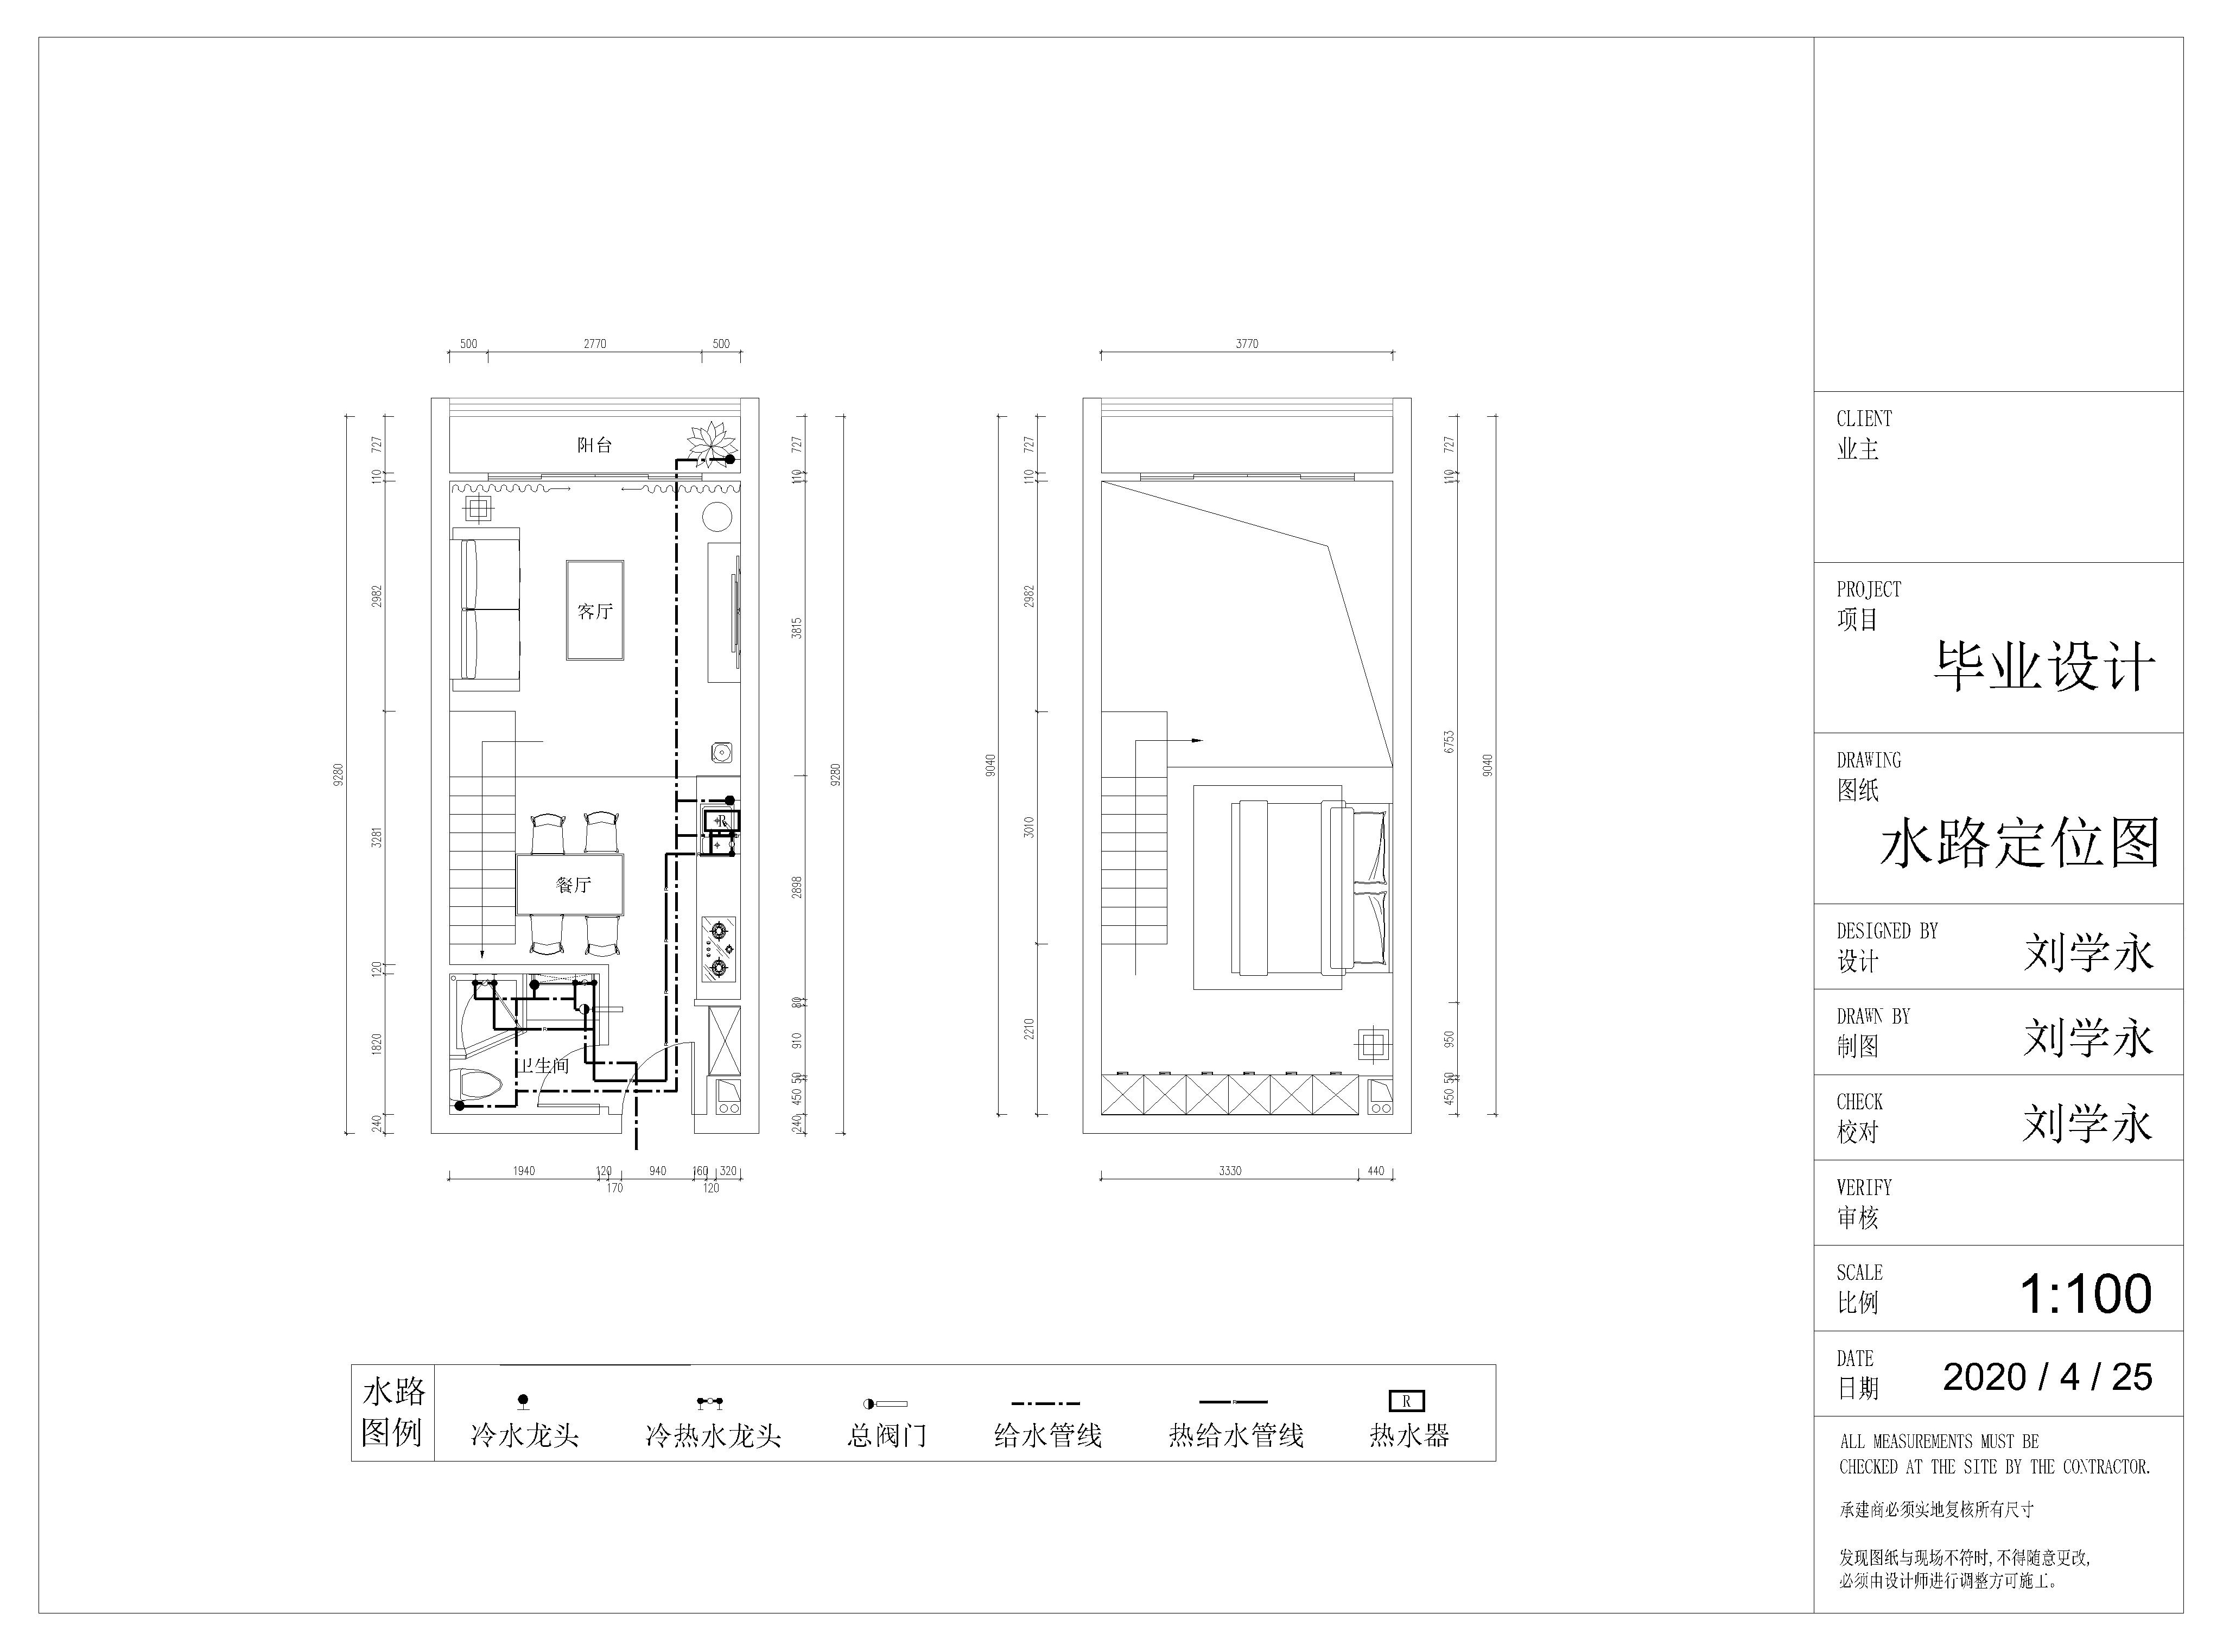 500 2770 500
3770
727
110
2982
3281
120
1820
240
9280
阳台
客厅
餐厅
卫生间
R
727
110
3815
2898
80
910
50
450
240
9280
1940 120 940 160 320
170 120
727
110
2982
3010
2210
9040
727
110
6753
950
50
450
9040
3330 440
水路
图例
冷水龙头
冷热水龙头
总阀门
给水管线
R
热给水管线
R
热水器
CLIENT
业主
PROJECT
项目
毕业设计
DRAWING
图纸
水路定位图
DESIGNED BY
设计
刘学永
DRAWN BY
制图
刘学永
CHECK
校对
刘学永
VERIFY
审核
SCALE
比例
1:100
DATE
日期
2020 / 4 / 25
ALL MEASUREMENTS MUST BE
CHECKED AT THE SITE BY THE CONTRACTOR.
承建商必须实地复核所有尺寸
发现图纸与现场不符时,不得随意更改,
必须由设计师进行调整方可施工。